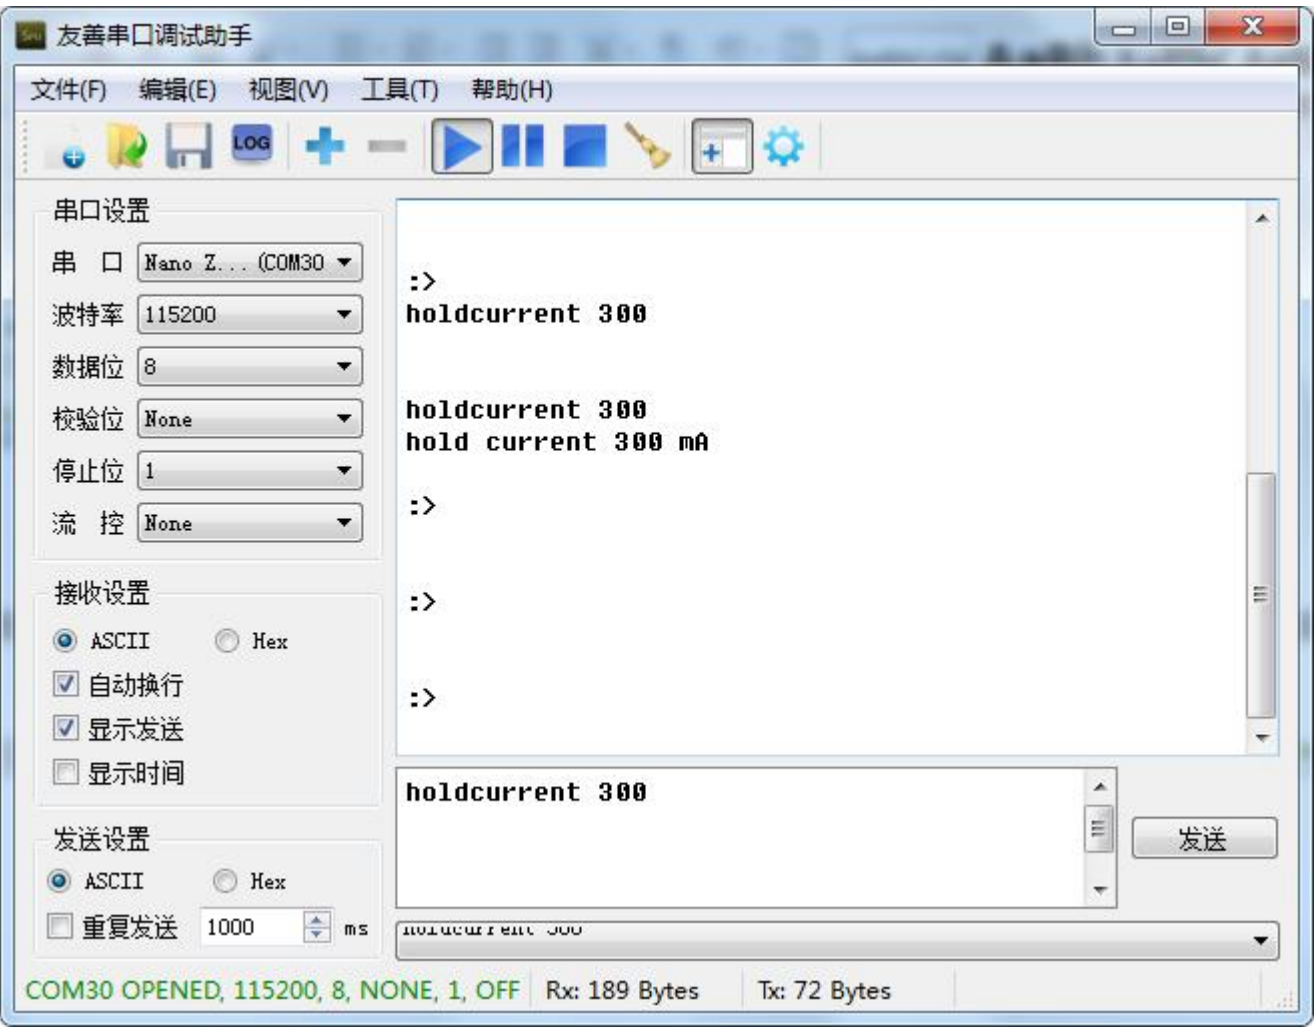 友善串口调试助手
文件(F) 编辑(E) 视图(V) 工具(T) 帮助(H)
LOG
串口设置
串 口 Nano Z... (COM30
波特率 115200
数据位 8
校验位 None
停止位 1
流 控 None
接收设置
ASCII Hex
自动换行
显示发送
显示时间
发送设置
ASCII Hex
重复发送 1000 ms
:>
holdcurrent 300
holdcurrent 300
hold current 300 mA
:>
:>
:>
holdcurrent 300
发送
holdcurrent 300
COM30 OPENED, 115200, 8, NONE, 1, OFF Rx: 189 Bytes Tx: 72 Bytes